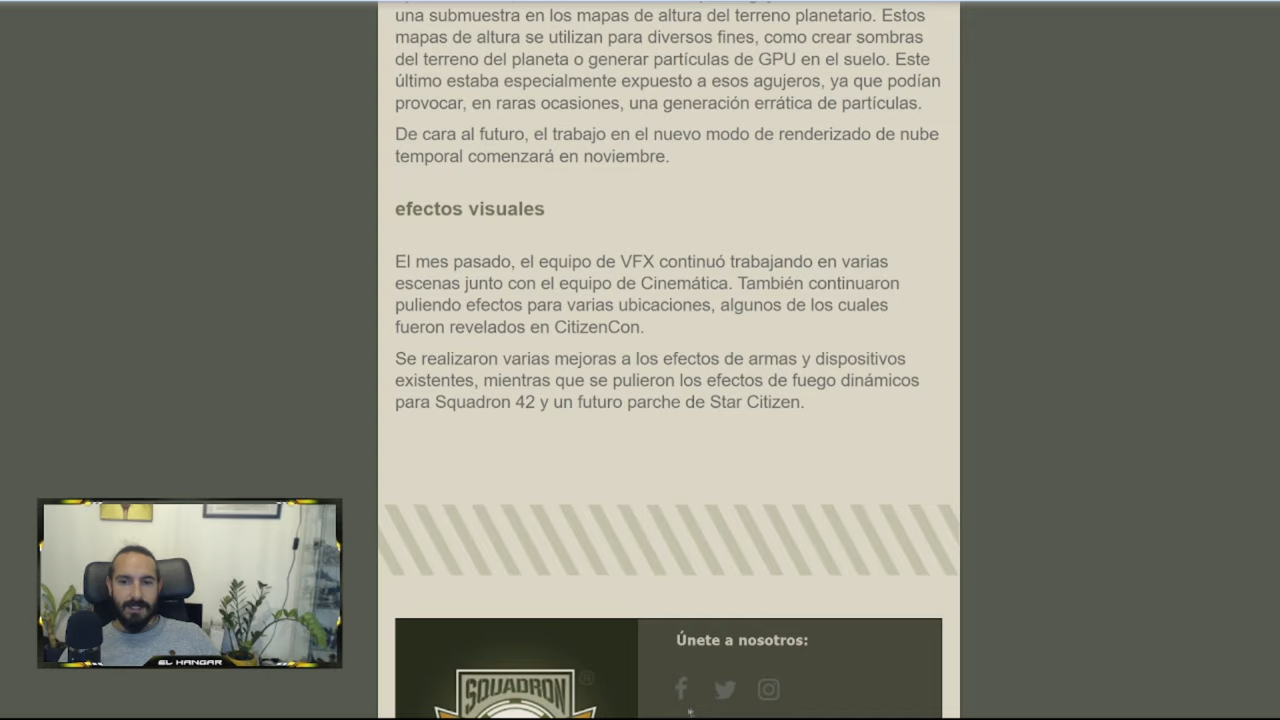 una submuestra en los mapas de altura del terreno planetario. Estos
mapas de altura se utilizan para diversos fines, como crear sombras
del terreno del planeta o generar partículas de GPU en el suelo. Este
último estaba especialmente expuesto a esos agujeros, ya que podían
provocar, en raras ocasiones, una generación errática de partículas.
De cara al futuro, el trabajo en el nuevo modo de renderizado de nube
temporal comenzará en noviembre.
efectos visuales
El mes pasado, el equipo de VFX continuó trabajando en varias
escenas junto con el equipo de Cinemática. También continuaron
puliendo efectos para varias ubicaciones, algunos de los cuales
fueron revelados en CitizenCon.
Se realizaron varias mejoras a los efectos de armas y dispositivos
existentes, mientras que se pulieron los efectos de fuego dinámicos
para Squadron 42 y un futuro parche de Star Citizen.
EL HANGAR
Únete a nosotros:
SQUADRON
®